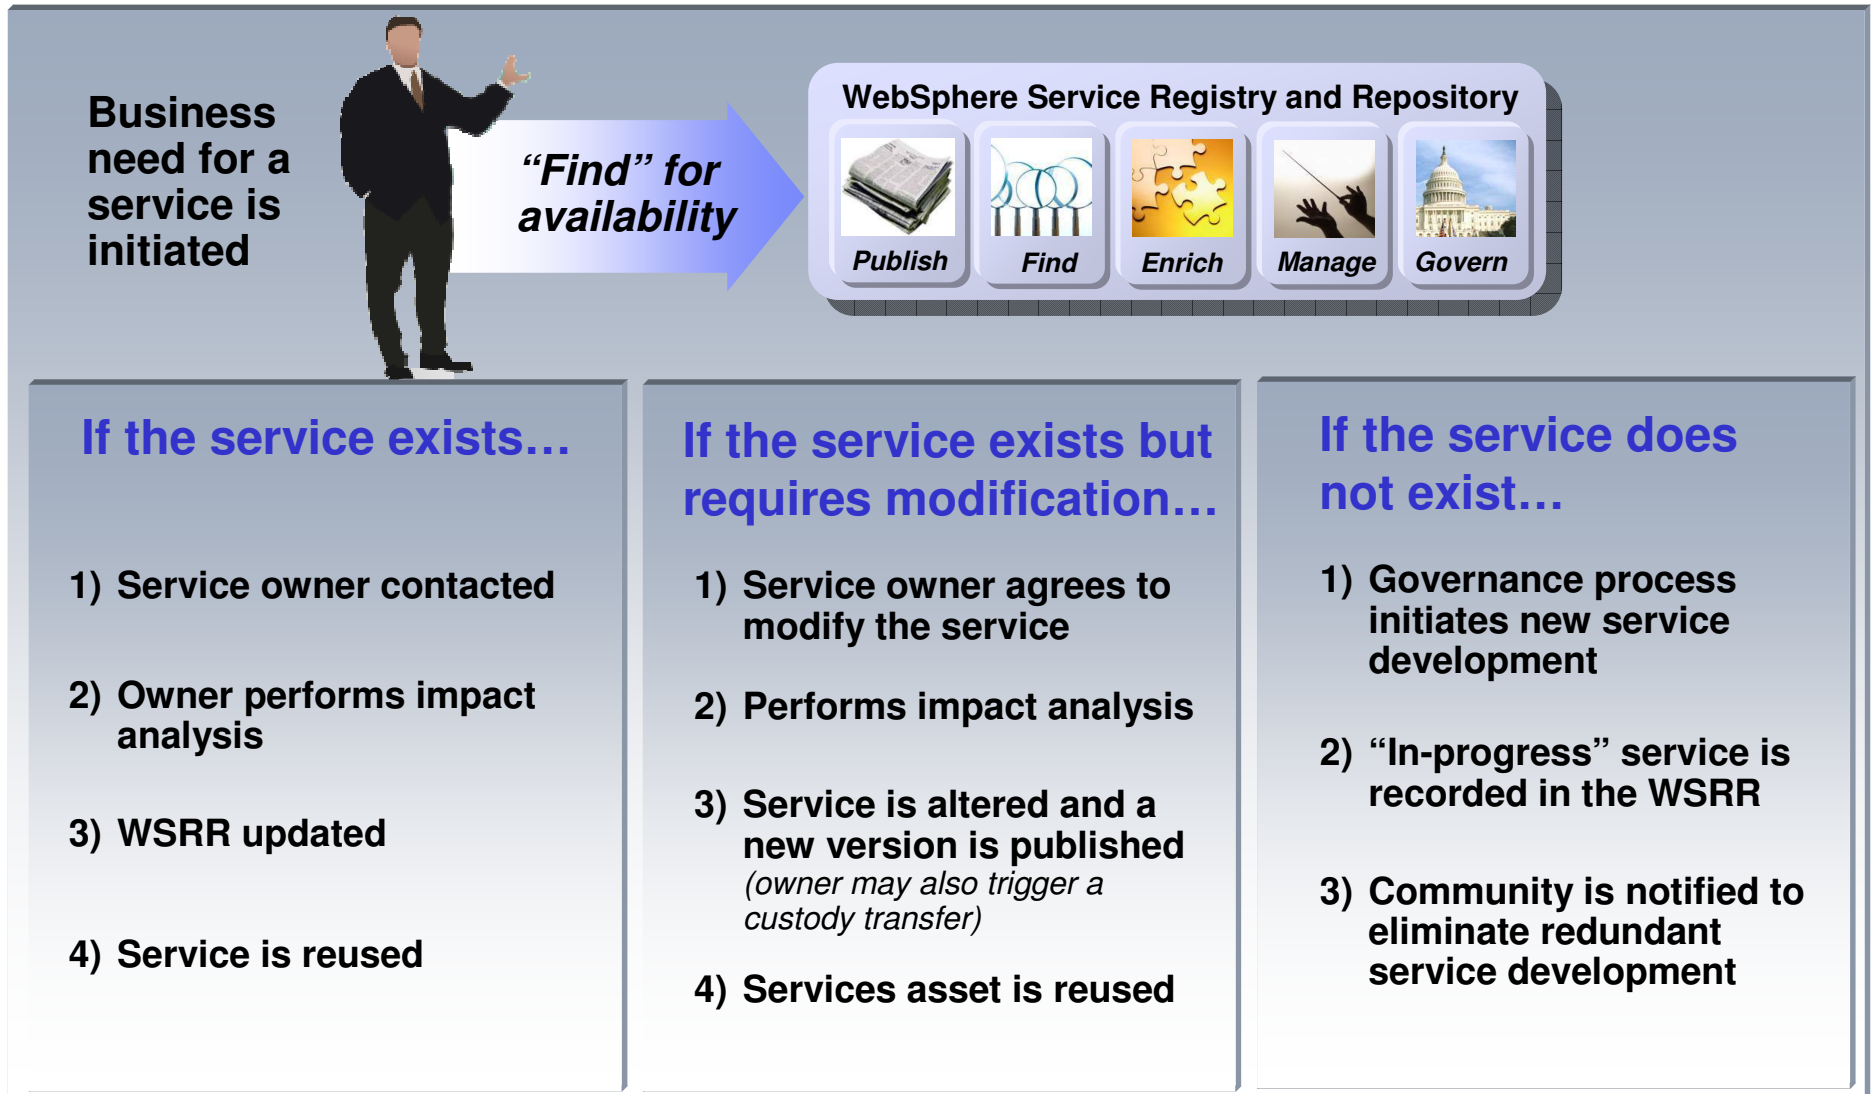 Business
need for a
service is
initiated
“Find” for
availability
WebSphere Service Registry and Repository
Publish
Find
Enrich
Manage
Govern
If the service exists…
1) Service owner contacted
2) Owner performs impact
analysis
3) WSRR updated
4) Service is reused
If the service exists but
requires modification…
1) Service owner agrees to
modify the service
2) Performs impact analysis
3) Service is altered and a
new version is published
(owner may also trigger a
custody transfer)
4) Services asset is reused
If the service does
not exist…
1) Governance process
initiates new service
development
2) “In-progress” service is
recorded in the WSRR
3) Community is notified to
eliminate redundant
service development